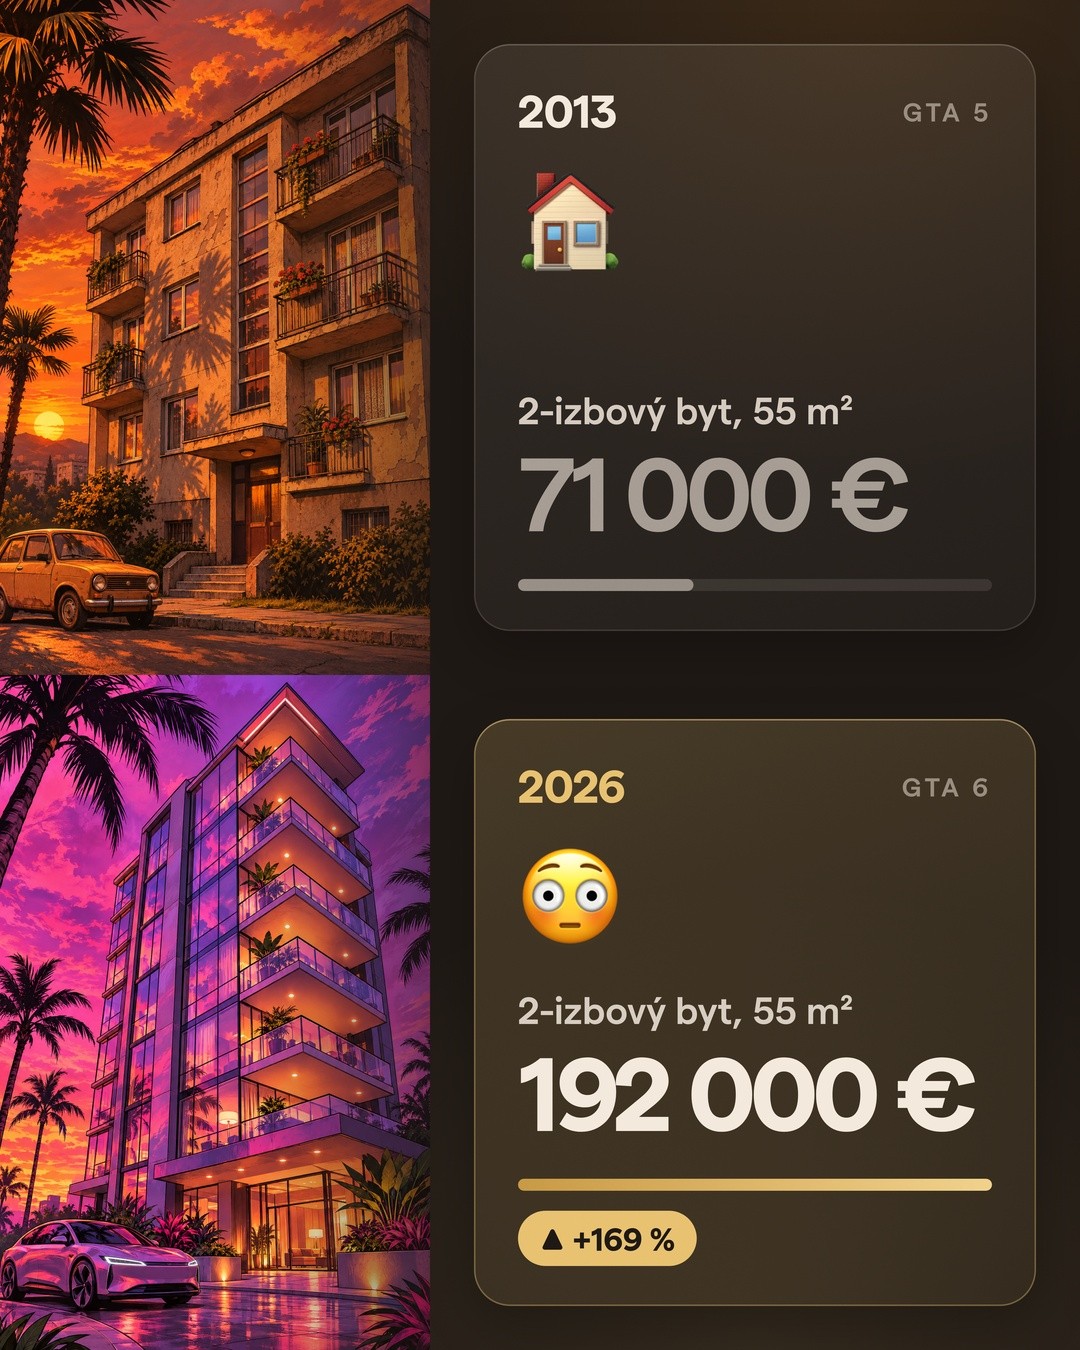 2013
GTA 5
2-izbový byt, 55 m²
71 000 €
2026
GTA 6
2-izbový byt, 55 m²
192 000 €
▲ +169 %